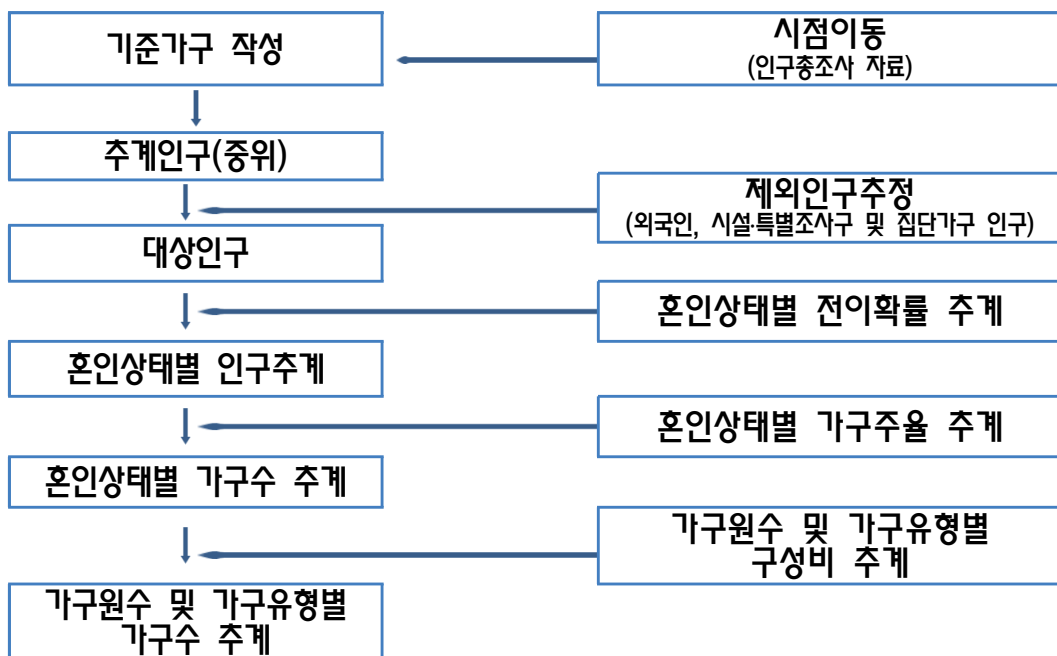 기준가구 작성
시점이동
(인구총조사 자료)
추계인구(중위)
제외인구추정
(외국인, 시설·특별조사구 및 집단가구 인구)
대상인구
혼인상태별 전이확률 추계
혼인상태별 인구추계
혼인상태별 가구주율 추계
혼인상태별 가구수 추계
가구원수 및 가구유형별
구성비 추계
가구원수 및 가구유형별
가구수 추계